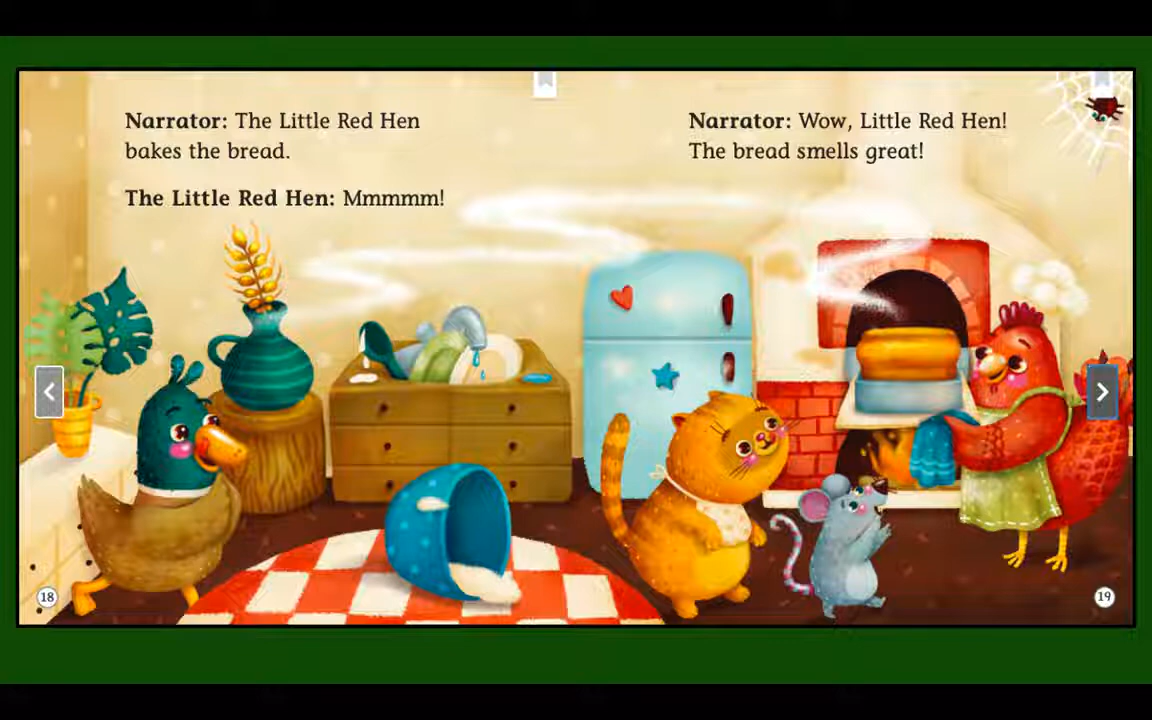 Narrator: The Little Red Hen
bakes the bread.
The Little Red Hen: Mmmmm!
Narrator: Wow, Little Red Hen!
The bread smells great!
18
19